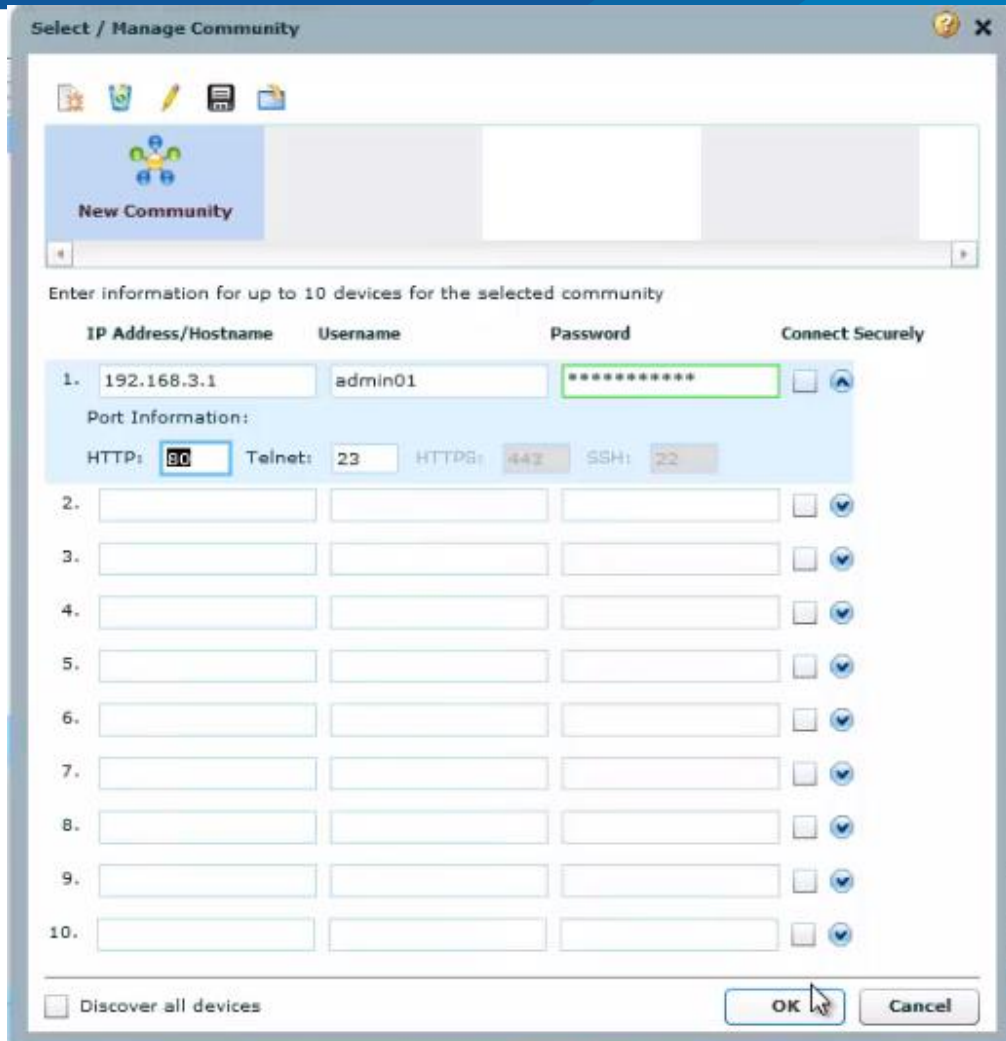 Select / Manage Community
New Community
Enter information for up to 10 devices for the selected community
IP Address/Hostname Username Password Connect Securely
1. 192.168.3.1 admin01 ***********
Port Information:
HTTP: 80 Telnet: 23 HTTPS: 443 SSH: 22
2.
3.
4.
5.
6.
7.
8.
9.
10.
Discover all devices OK Cancel